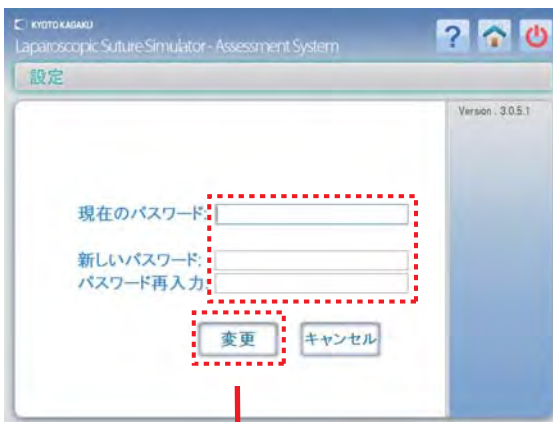 KYOTO KAGAKU
Laparoscopic Suture Simulator - Assessment System
?
設定
Version . 3.0.5.1
現在のパスワード:
新しいパスワード:
パスワード再入力:
変更
キャンセル